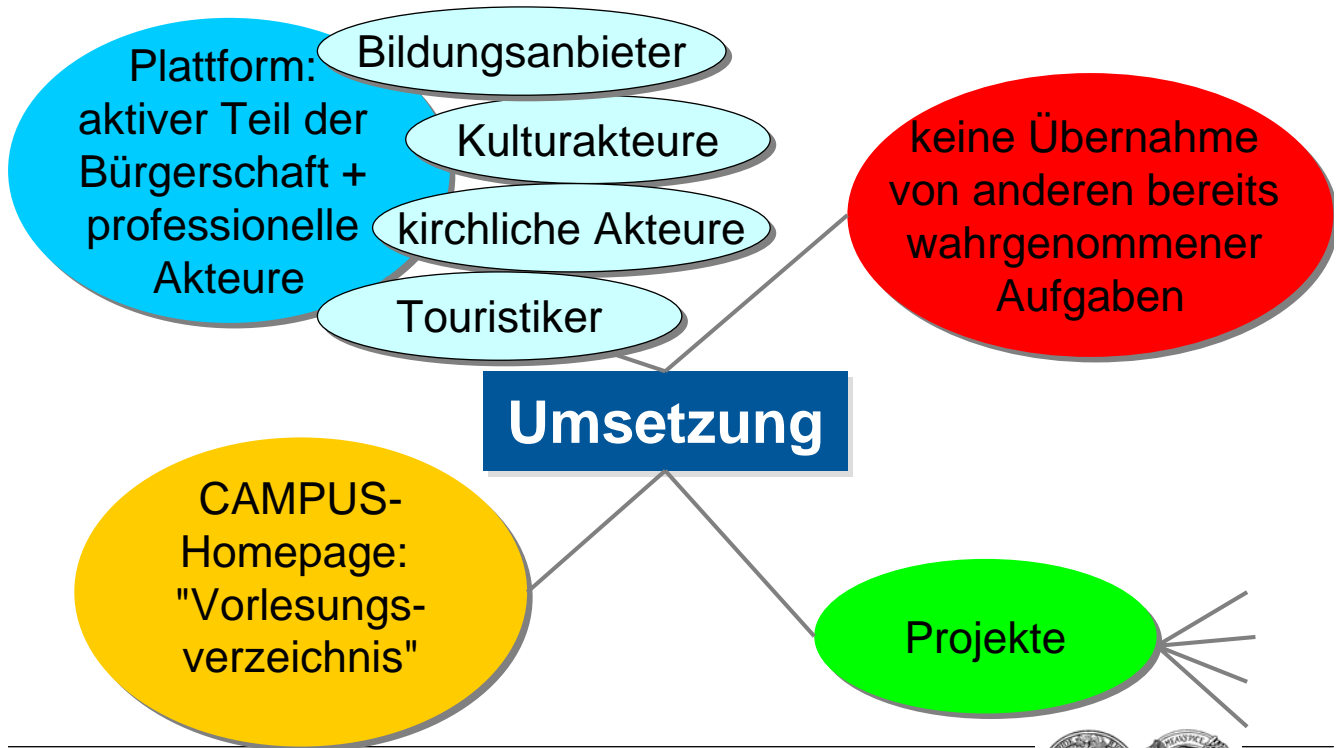 Plattform:
aktiver Teil der
Bürgerschaft +
professionelle
Akteure
Bildungsanbieter
Kulturakteure
kirchliche Akteure
Touristiker
keine Übernahme
von anderen bereits
wahrgenommener
Aufgaben
Umsetzung
CAMPUS-
Homepage:
"Vorlesungs-
verzeichnis"
Projekte